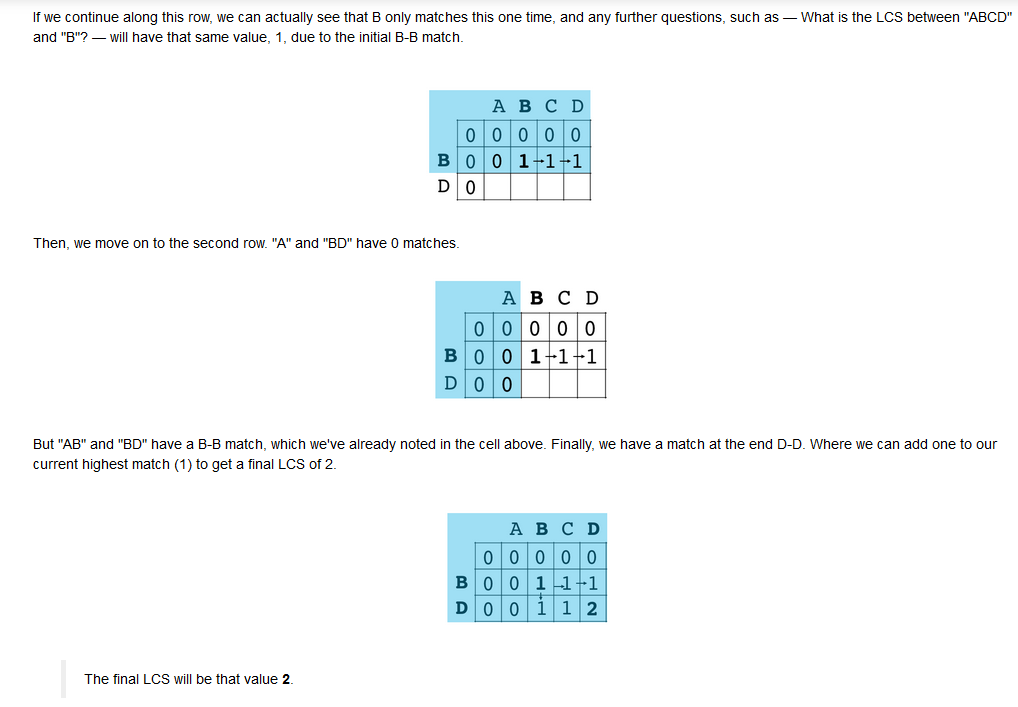 If we continue along this row, we can actually see that B only matches this one time, and any further questions, such as — What is the LCS between "ABCD"
and "B"? — will have that same value, 1, due to the initial B-B match.
A B C D
0 0 0 0 0
B 0 0 1→1→1
D 0
Then, we move on to the second row. "A" and "BD" have 0 matches.
A B C D
0 0 0 0 0
B 0 0 1→1→1
D 0 0
But "AB" and "BD" have a B-B match, which we've already noted in the cell above. Finally, we have a match at the end D-D. Where we can add one to our
current highest match (1) to get a final LCS of 2.
A B C D
0 0 0 0 0
B 0 0 1→1→1
D 0 0 1 1 2
The final LCS will be that value 2.